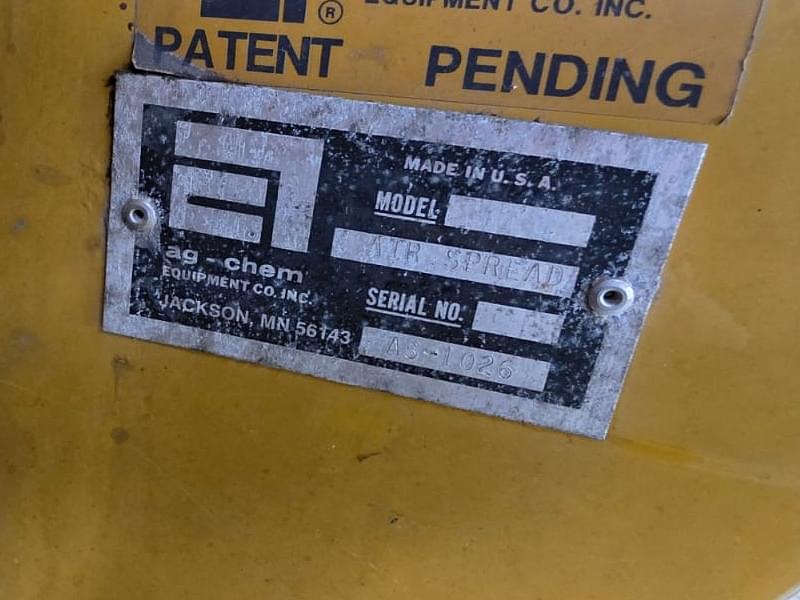 ®
EQUIPMENT CO. INC.
PATENT PENDING
MADE IN U.S.A.
MODEL
AIR SPREAD
ag-chem
EQUIPMENT CO. INC.
JACKSON, MN 56143
SERIAL NO.
AS-1026